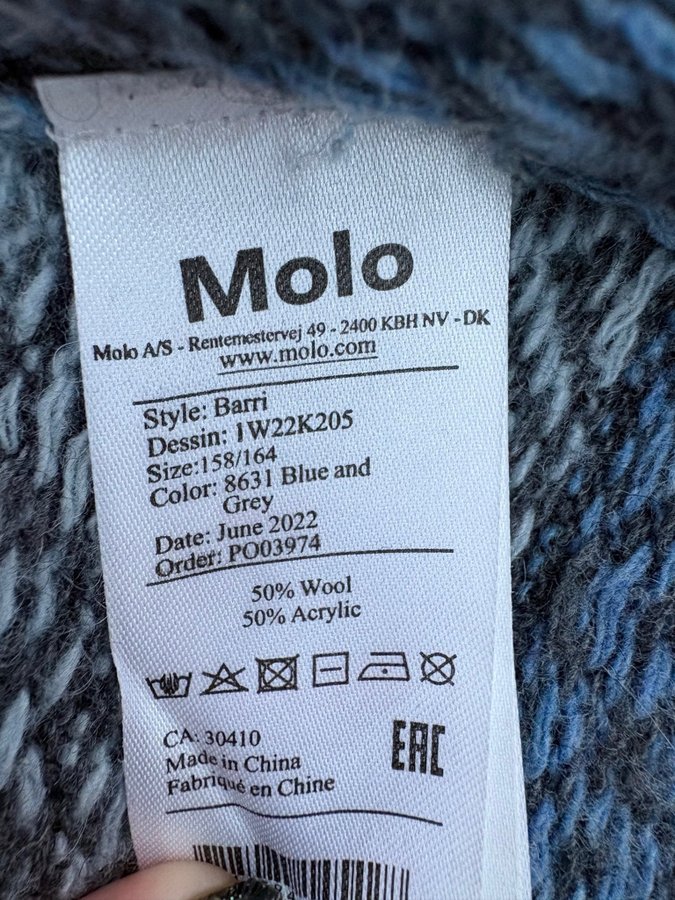 Molo
Molo A/S - Rentemestervej 49 - 2400 KBH NV - DK
www.molo.com
Style: Barri
Dessin: 1W22K205
Size:158/164
Color: 8631 Blue and
Grey
Date: June 2022
Order: PO03974
50% Wool
50% Acrylic
CA: 30410
Made in China
Fabriqué en Chine
EAC